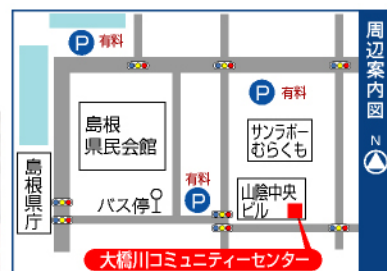 周辺案内図
N
P 有料
P 有料
島根
県民会館
サンラポー
むらくも
島根県庁
バス停
有料
P
山陰中央
ビル
大橋川コミュニティーセンター